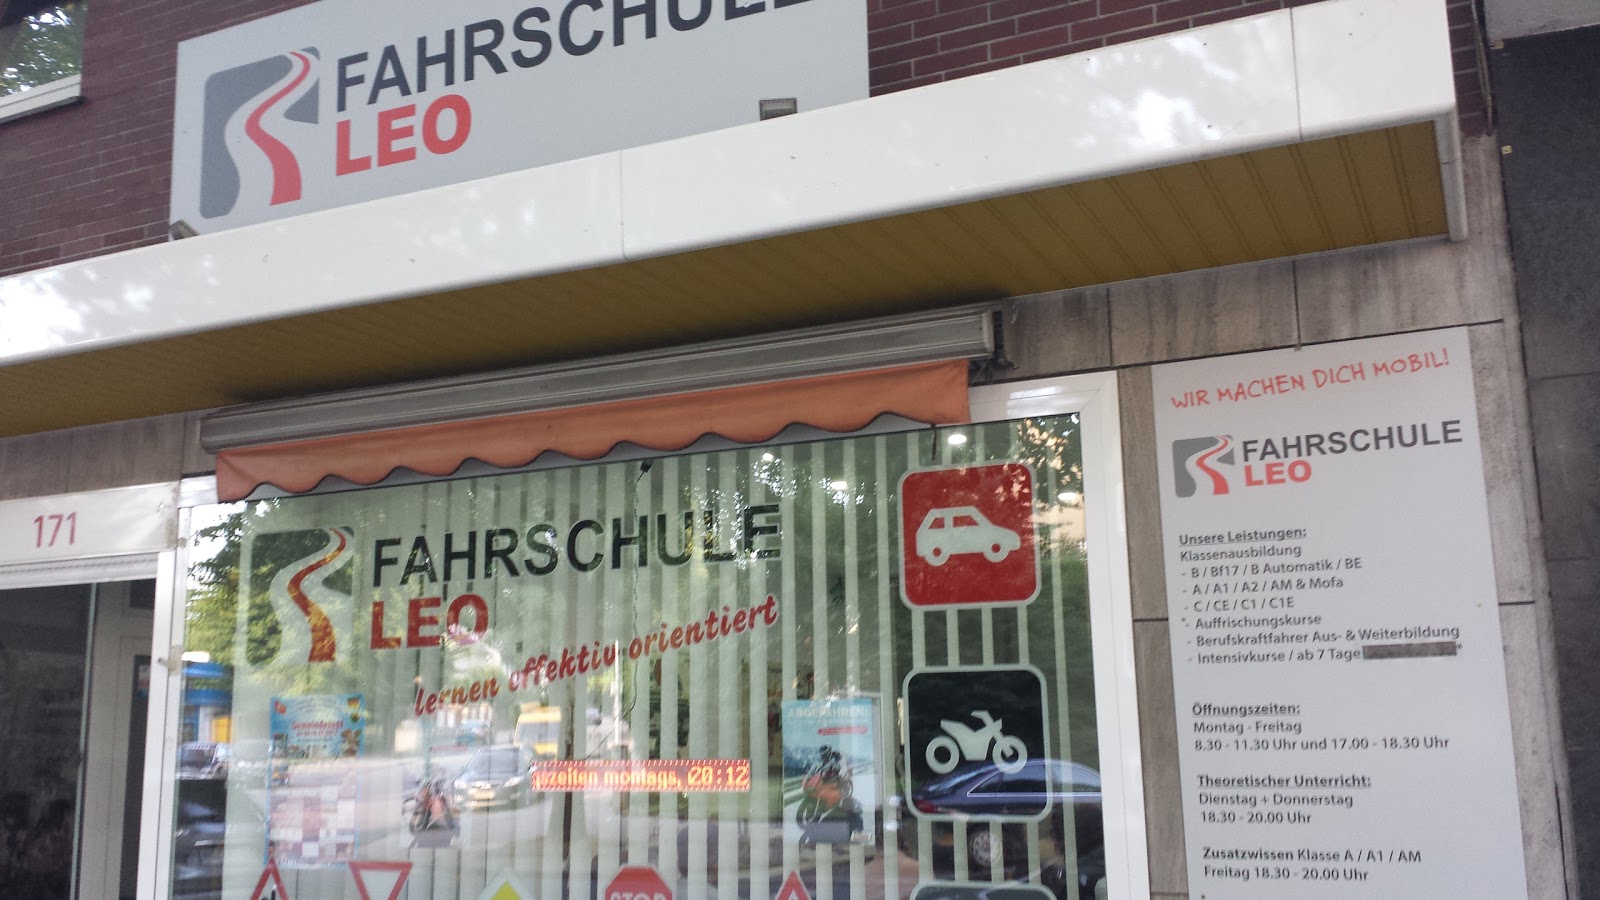 FAHRSCHULE
LEO
171
FAHRSCHULE
LEO
lernen effektiv orientiert
Gemeindefest
ABGEFAHREN!
gszeiten montags, 20:12
STOP
WIR MACHEN DICH MOBIL!
FAHRSCHULE
LEO
Unsere Leistungen:
Klassenausbildung
- B / Bf17 / B Automatik / BE
- A / A1 / A2 / AM & Mofa
- C / CE / C1 / C1E
*- Auffrischungskurse
- Berufskraftfahrer Aus- & Weiterbildung
- Intensivkurse / ab 7 Tage *
Öffnungszeiten:
Montag - Freitag
8.30 - 11.30 Uhr und 17.00 - 18.30 Uhr
Theoretischer Unterricht:
Dienstag + Donnerstag
18.30 - 20.00 Uhr
Zusatzwissen Klasse A / A1 / AM
Freitag 18.30 - 20.00 Uhr